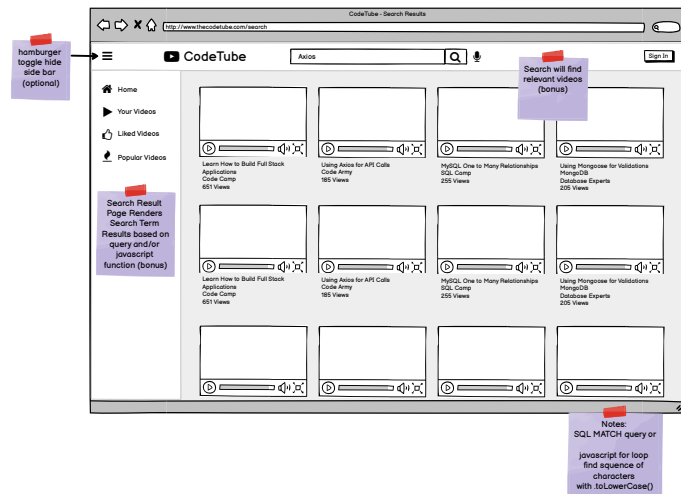 CodeTube - Search Results
http://www.thecodetube.com/search
hamburger
toggle hide
side bar
(optional)
CodeTube
Axios
Sign In
Search will find
relevant videos
(bonus)
Home
Your Videos
Liked Videos
Popular Videos
Search Result
Page Renders
Search Term
Results based on
query and/or
javascript
function (bonus)
Learn How to Build Full Stack
Applications
Code Camp
651 Views
Using Axios for API Calls
Code Army
185 Views
MySQL One to Many Relationships
SQL Camp
255 Views
Using Mongoose for Validations
MongoDB
Database Experts
205 Views
Learn How to Build Full Stack
Applications
Code Camp
651 Views
Using Axios for API Calls
Code Army
185 Views
MySQL One to Many Relationships
SQL Camp
255 Views
Using Mongoose for Validations
MongoDB
Database Experts
205 Views
Notes:
SQL MATCH query or
javascript for loop
find squence of
characters
with .toLowerCase()